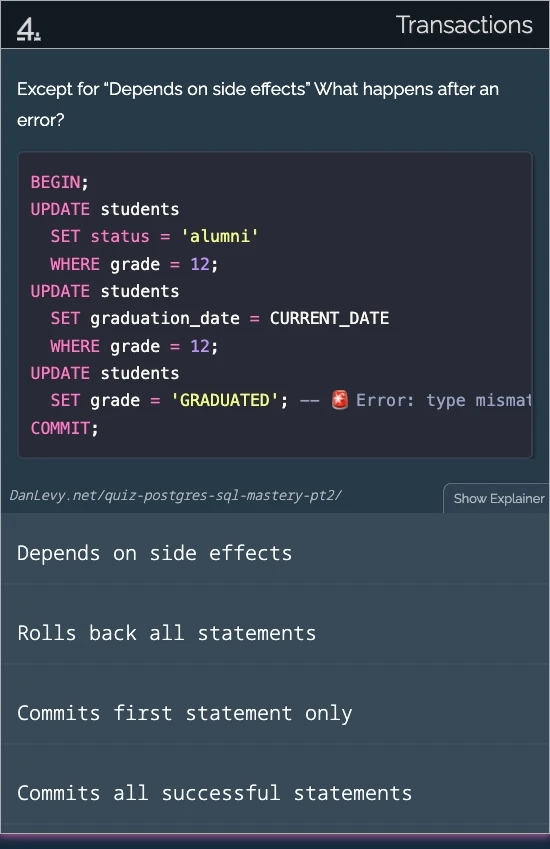 4.
Transactions
Except for “Depends on side effects” What happens after an
error?
BEGIN;
UPDATE students
SET status = 'alumni'
WHERE grade = 12;
UPDATE students
SET graduation_date = CURRENT_DATE
WHERE grade = 12;
UPDATE students
SET grade = 'GRADUATED'; -- 🚨 Error: type mismat
COMMIT;
DanLevy.net/quiz-postgres-sql-mastery-pt2/
Show Explainer
Depends on side effects
Rolls back all statements
Commits first statement only
Commits all successful statements